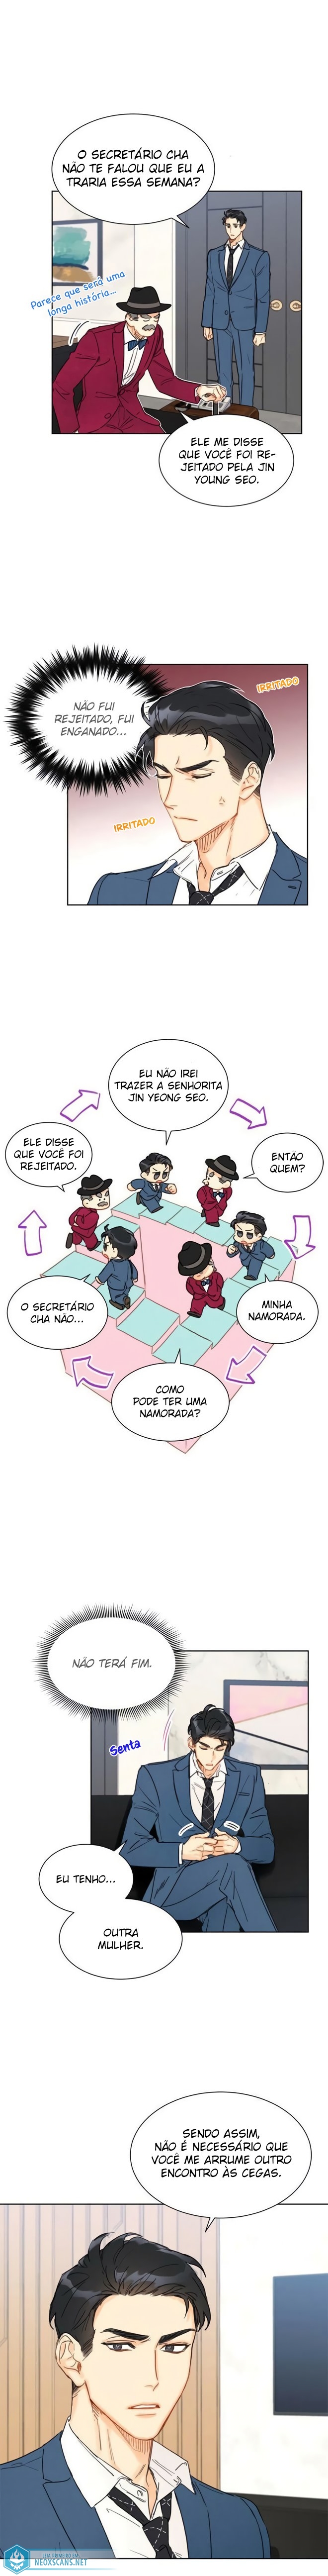 O SECRETÁRIO CHA
NÃO TE FALOU QUE EU A
TRARIA ESSA SEMANA?
Parece que será uma
longa história...
ELE ME DISSE
QUE VOCÊ FOI RE-
JEITADO PELA JIN
YOUNG SEO.
IRRITADO
NÃO FUI
REJEITADO, FUI
ENGANADO...
IRRITADO
EU NÃO IREI
TRAZER A SENHORITA
JIN YEONG SEO.
ENTÃO
QUEM?
MINHA
NAMORADA.
COMO
PODE TER UMA
NAMORADA?
O SECRETÁRIO
CHA NÃO...
ELE DISSE
QUE VOCÊ FOI
REJEITADO.
NÃO TERÁ FIM.
Senta
EU TENHO...
OUTRA
MULHER.
SENDO ASSIM,
NÃO É NECESSÁRIO QUE
VOCÊ ME ARRUME OUTRO
ENCONTRO ÀS CEGAS.
NEOXSCANS.NET